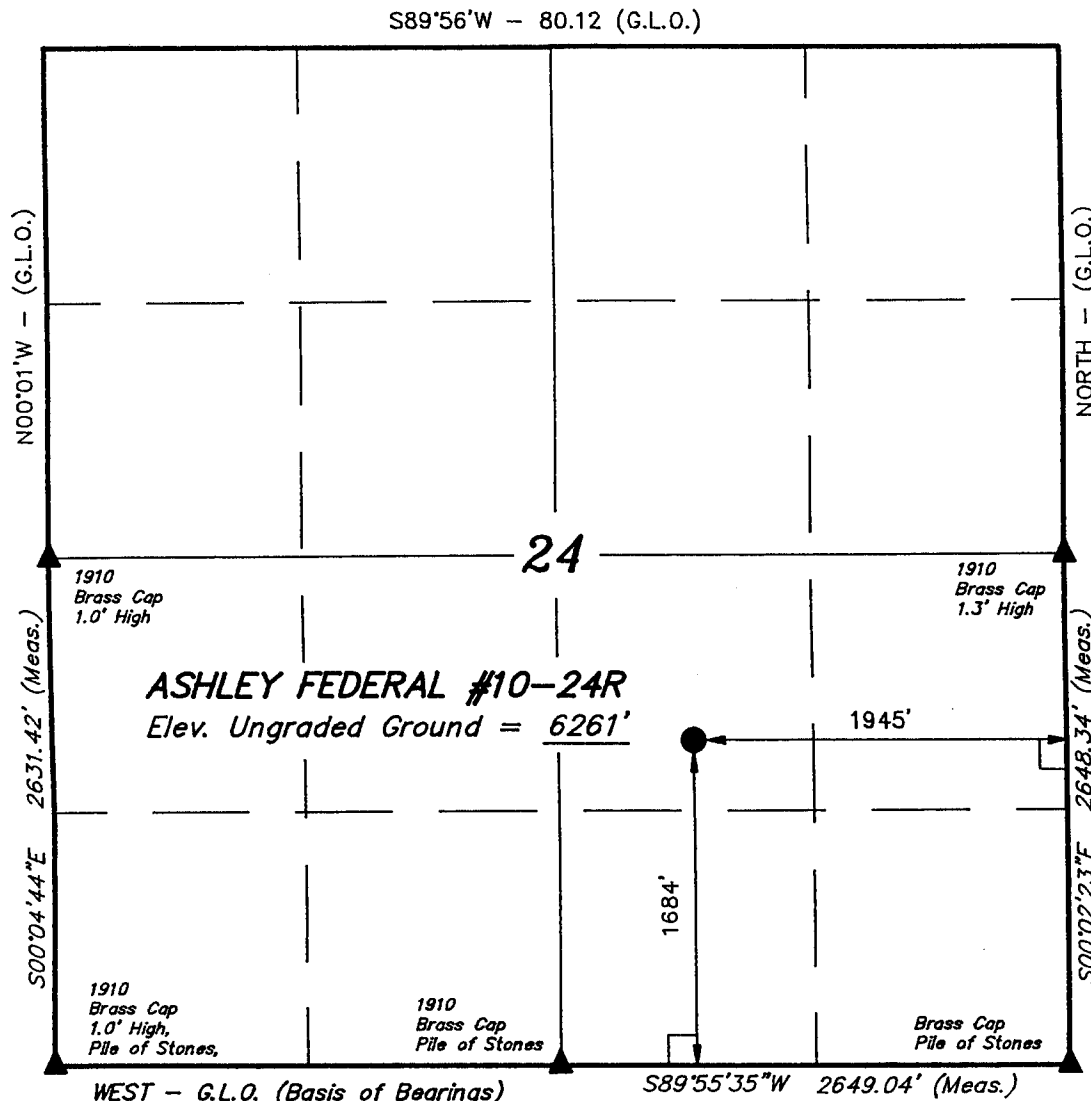 S89°56'W - 80.12 (G.L.O.)
N00°01'W - (G.L.O.)
NORTH - (G.L.O.)
24
1910
Brass Cap
1.0' High
1910
Brass Cap
1.3' High
S00°04'44"E 2631.42' (Meas.)
ASHLEY FEDERAL #10-24R
Elev. Ungraded Ground = 6261'
1945'
1684'
S00°02'23"E 2648.34' (Meas.)
1910
Brass Cap
1.0' High,
Pile of Stones,
1910
Brass Cap
Pile of Stones
Brass Cap
Pile of Stones
WEST - G.L.O. (Basis of Bearings)
S89°55'35"W 2649.04' (Meas.)